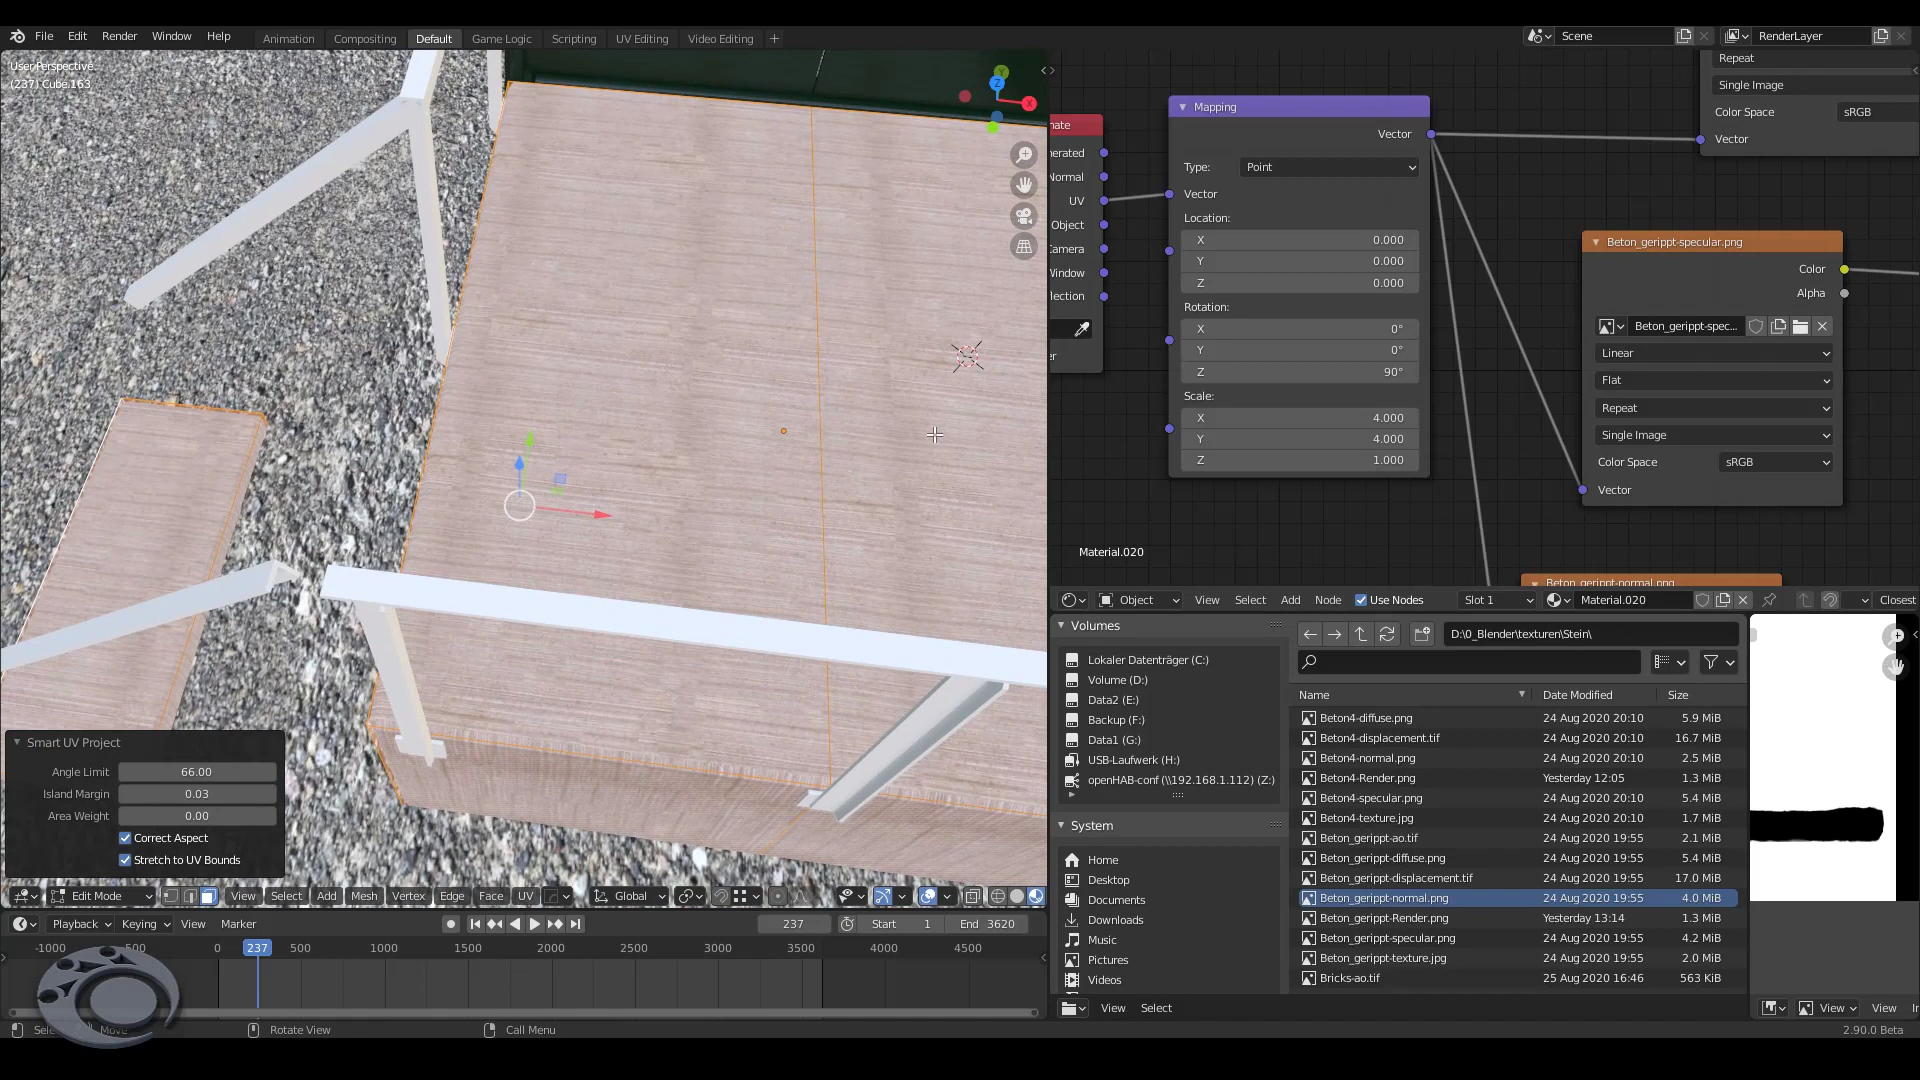 File Edit Render Window Help Animation Compositing Default Game Logic Scripting UV Editing Video Editing Scene RenderLayer
User Perspective
(237) Cube.163
Y
Z
X
Repeat
Single Image
Color Space sRGB
Vector
Mapping
Vector
Type: Point
Vector
Location:
X 0.000
Y 0.000
Z 0.000
Rotation:
X 0°
Y 0°
Z 90°
Scale:
X 4.000
Y 4.000
Z 1.000
nate
nerated
Normal
UV
Object
Camera
Window
lection
er
Beton_gerippt-specular.png
Color
Alpha
Beton_gerippt-spec...
Linear
Flat
Repeat
Single Image
Color Space sRGB
Vector
Material.020
Beton_gerippt-normal.png
Object View Select Add Node Use Nodes Slot 1 Material.020 Closest
Smart UV Project
Angle Limit 66.00
Island Margin 0.03
Area Weight 0.00
Correct Aspect
Stretch to UV Bounds
Edit Mode View Select Add Mesh Vertex Edge Face UV Global
Playback Keying View Marker 237 Start 1 End 3620
-1000 500 0 237 500 1000 1500 2000 2500 3000 3500 4000 4500
Move Rotate View Call Menu
Volumes
Lokaler Datenträger (C:)
Volume (D:)
Data2 (E:)
Backup (F:)
Data1 (G:)
USB-Laufwerk (H:)
openHAB-conf (\\192.168.1.112) (Z:)
System
Home
Desktop
Documents
Downloads
Music
Pictures
Videos
D:\0_Blender\texturen\Stein\
Name Date Modified Size
Beton4-diffuse.png 24 Aug 2020 20:10 5.9 MiB
Beton4-displacement.tif 24 Aug 2020 20:10 16.7 MiB
Beton4-normal.png 24 Aug 2020 20:10 2.5 MiB
Beton4-Render.png Yesterday 12:05 1.3 MiB
Beton4-specular.png 24 Aug 2020 20:10 5.4 MiB
Beton4-texture.jpg 24 Aug 2020 20:10 1.7 MiB
Beton_gerippt-ao.tif 24 Aug 2020 19:55 2.1 MiB
Beton_gerippt-diffuse.png 24 Aug 2020 19:55 5.4 MiB
Beton_gerippt-displacement.tif 24 Aug 2020 19:55 17.0 MiB
Beton_gerippt-normal.png 24 Aug 2020 19:55 4.0 MiB
Beton_gerippt-Render.png Yesterday 13:14 1.3 MiB
Beton_gerippt-specular.png 24 Aug 2020 19:55 4.2 MiB
Beton_gerippt-texture.jpg 24 Aug 2020 19:55 2.0 MiB
Bricks-ao.tif 25 Aug 2020 16:46 563 KiB
View Select
View View
2.90.0 Beta